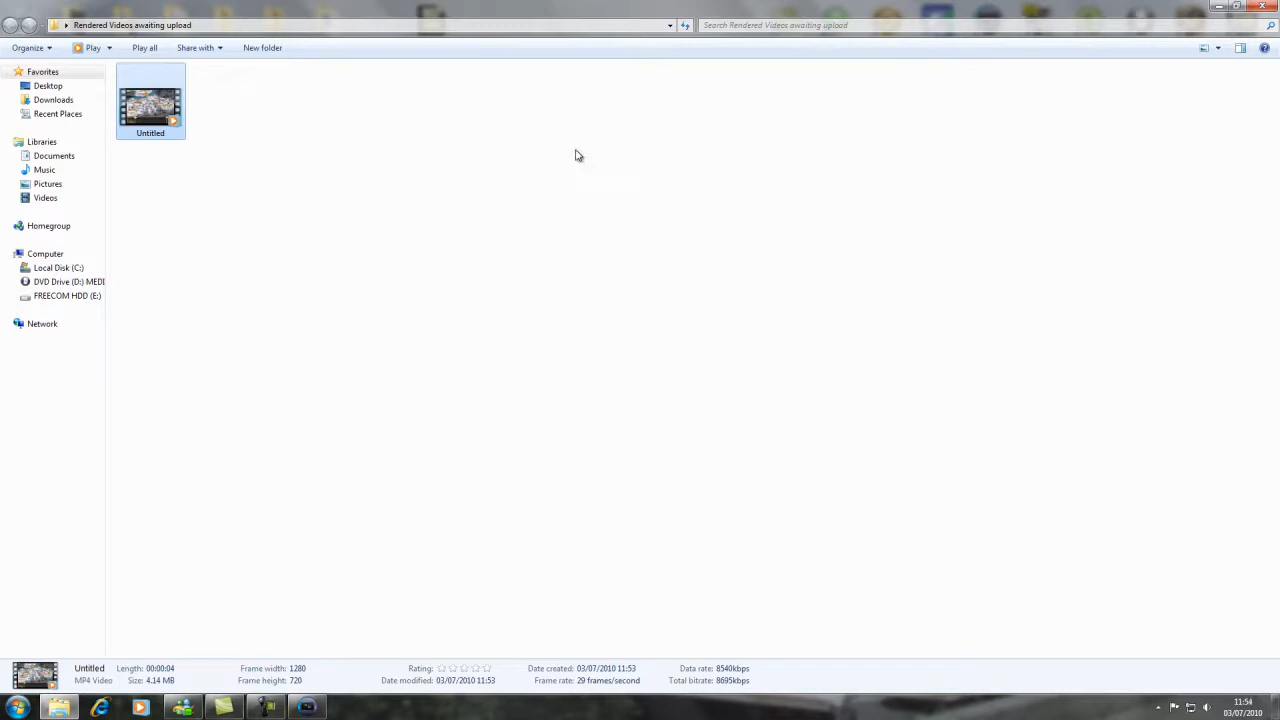 Rendered Videos awaiting upload
Search Rendered Videos awaiting upload
Organize Play Play all Share with New folder
Favorites
Desktop
Downloads
Recent Places
Libraries
Documents
Music
Pictures
Videos
Homegroup
Computer
Local Disk (C:)
DVD Drive (D:) MEDI
FREECOM HDD (E:)
Network
Untitled
Untitled Length: 00:00:04 Frame width: 1280 Rating: Date created: 03/07/2010 11:53 Data rate: 8540kbps
MP4 Video Size: 4.14 MB Frame height: 720 Date modified: 03/07/2010 11:53 Frame rate: 29 frames/second Total bitrate: 8695kbps
11:54
03/07/2010